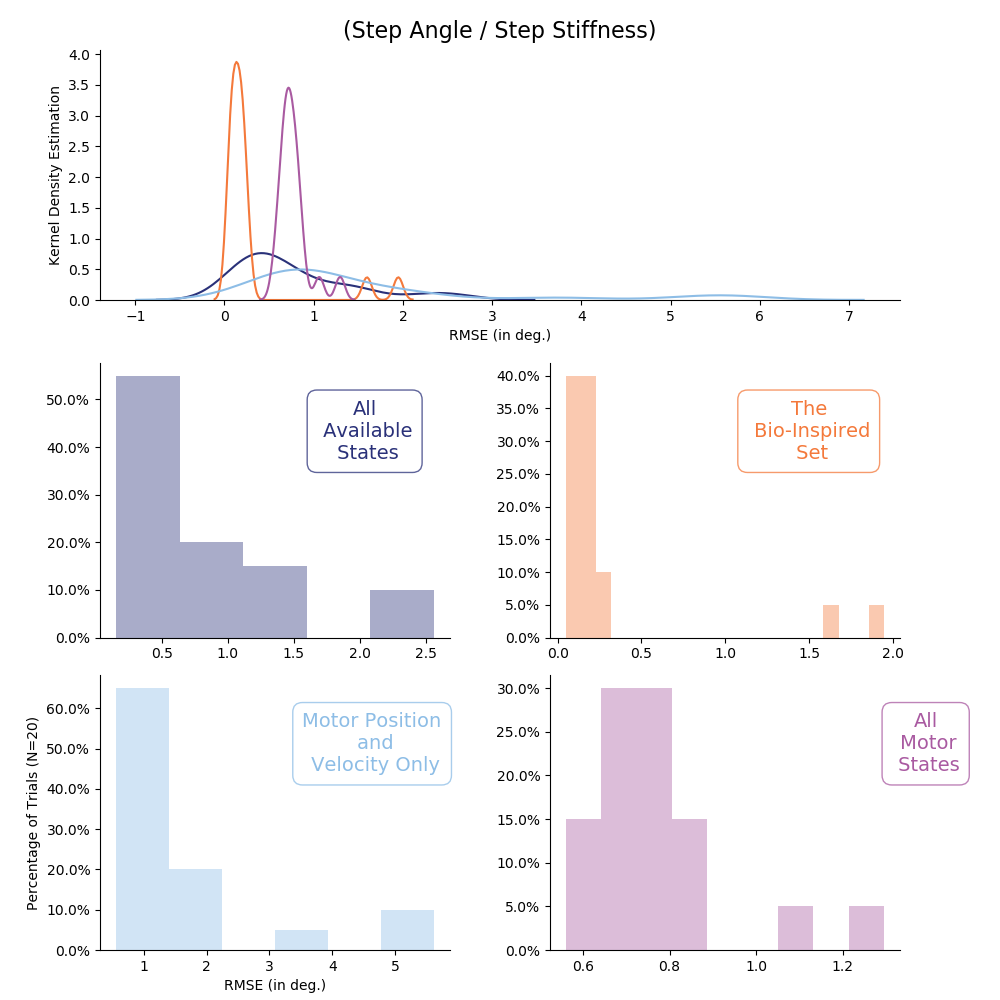 (Step Angle / Step Stiffness)
Kernel Density Estimation
4.0
3.5
3.0
2.5
2.0
1.5
1.0
0.5
0.0
−1 0 1 2 3 4 5 6 7
RMSE (in deg.)
50.0%
40.0%
30.0%
20.0%
10.0%
0.0%
0.5 1.0 1.5 2.0 2.5
All
Available
States
40.0%
35.0%
30.0%
25.0%
20.0%
15.0%
10.0%
5.0%
0.0%
0.0 0.5 1.0 1.5 2.0
The
Bio-Inspired
Set
Percentage of Trials (N=20)
60.0%
50.0%
40.0%
30.0%
20.0%
10.0%
0.0%
1 2 3 4 5
RMSE (in deg.)
Motor Position
and
Velocity Only
30.0%
25.0%
20.0%
15.0%
10.0%
5.0%
0.0%
0.6 0.8 1.0 1.2
All
Motor
States